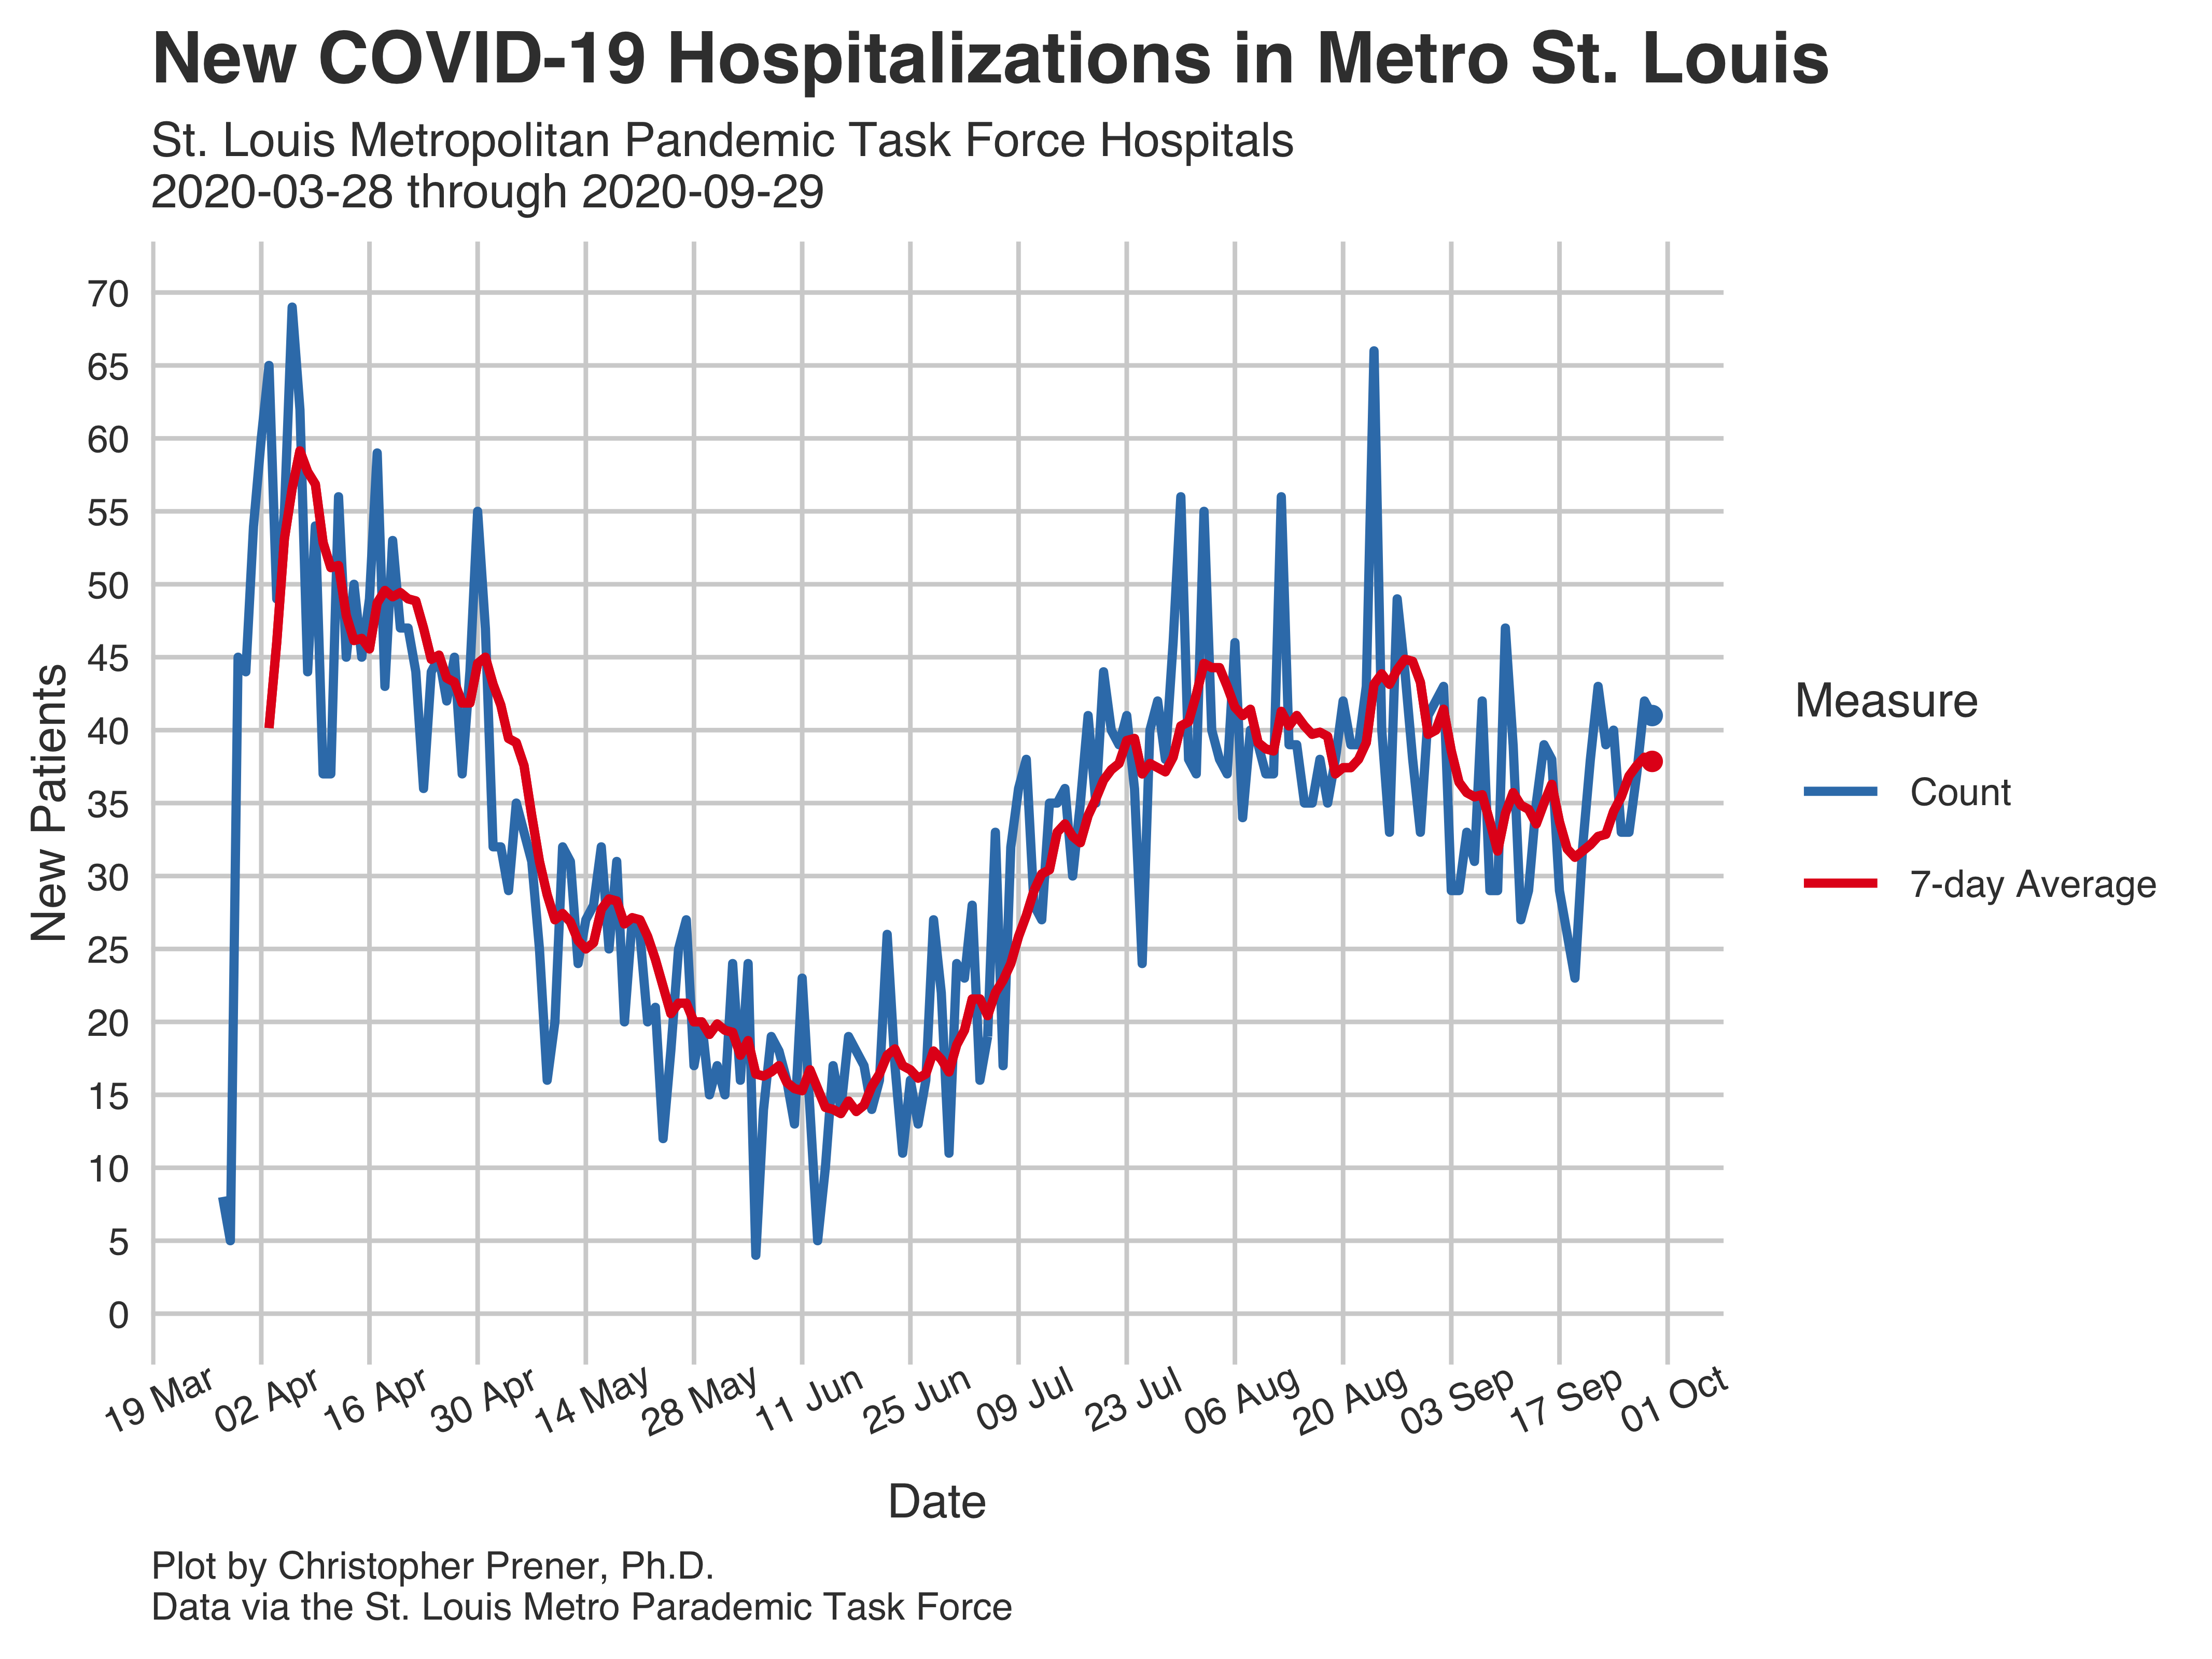 New COVID-19 Hospitalizations in Metro St. Louis
St. Louis Metropolitan Pandemic Task Force Hospitals
2020-03-28 through 2020-09-29
70
65
60
55
50
45
40
35
30
25
20
15
10
5
0
New Patients
19 Mar
02 Apr
16 Apr
30 Apr
14 May
28 May
11 Jun
25 Jun
09 Jul
23 Jul
06 Aug
20 Aug
03 Sep
17 Sep
01 Oct
Date
Measure
Count
7-day Average
Plot by Christopher Prener, Ph.D.
Data via the St. Louis Metro Parademic Task Force